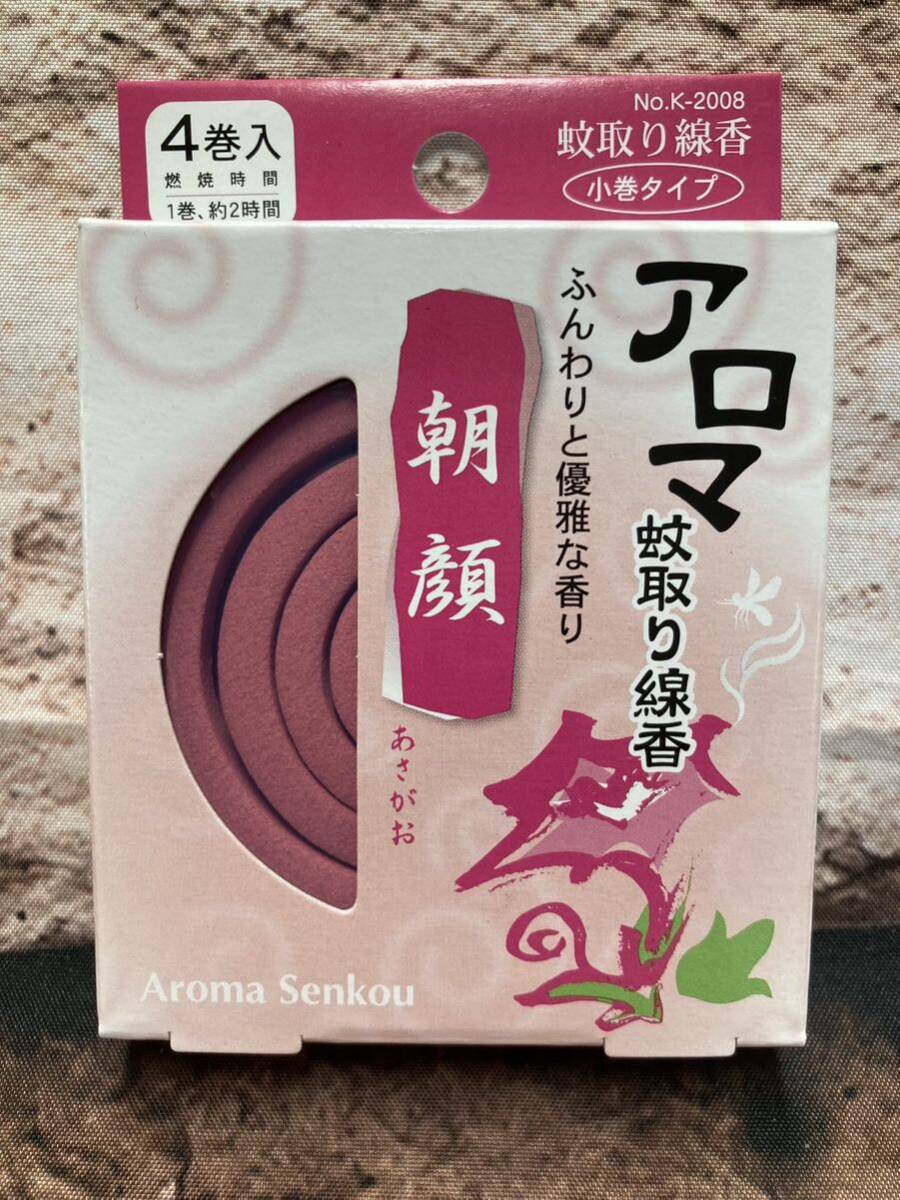 4巻入
燃焼時間
1巻、約2時間
No.K-2008
蚊取り線香
小巻タイプ
アロマ
蚊取り線香
ふんわりと優雅な香り
朝顔
あさがお
Aroma Senkou